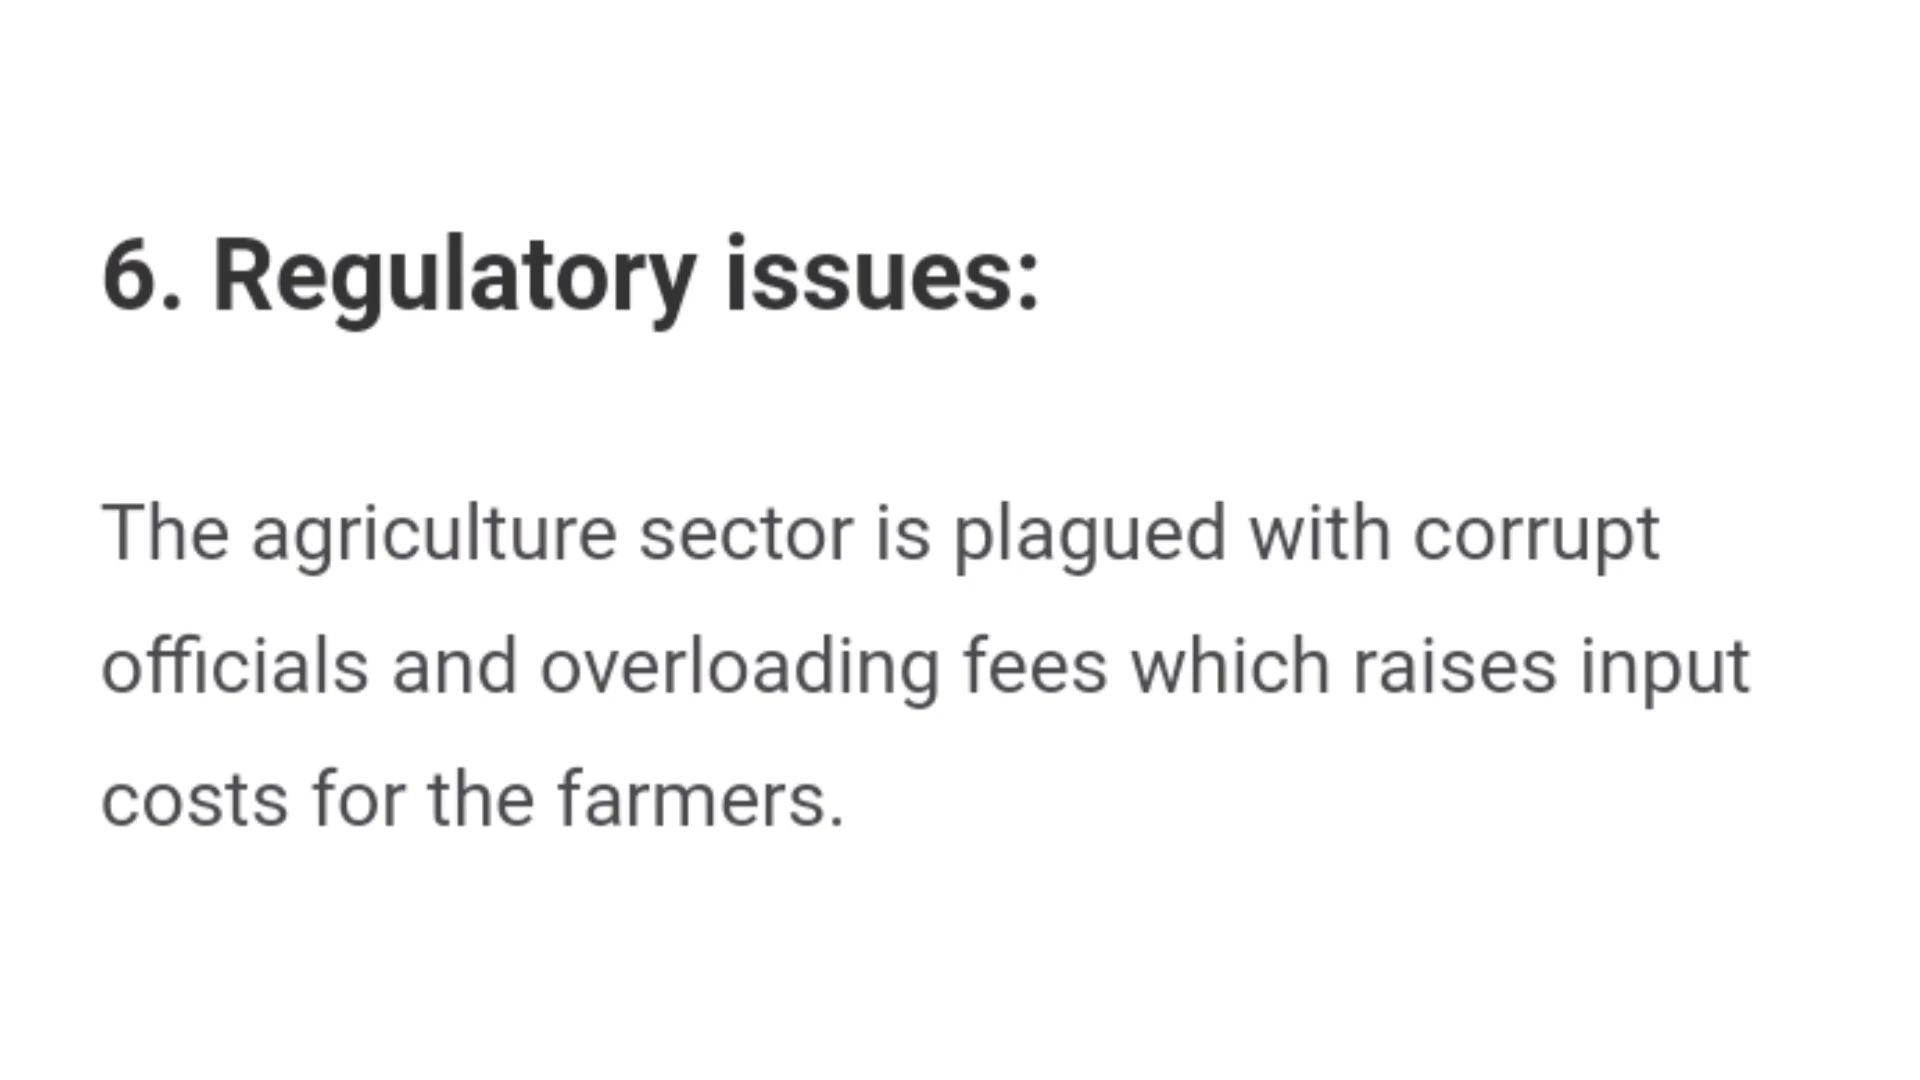 6. Regulatory issues:
The agriculture sector is plagued with corrupt
officials and overloading fees which raises input
costs for the farmers.